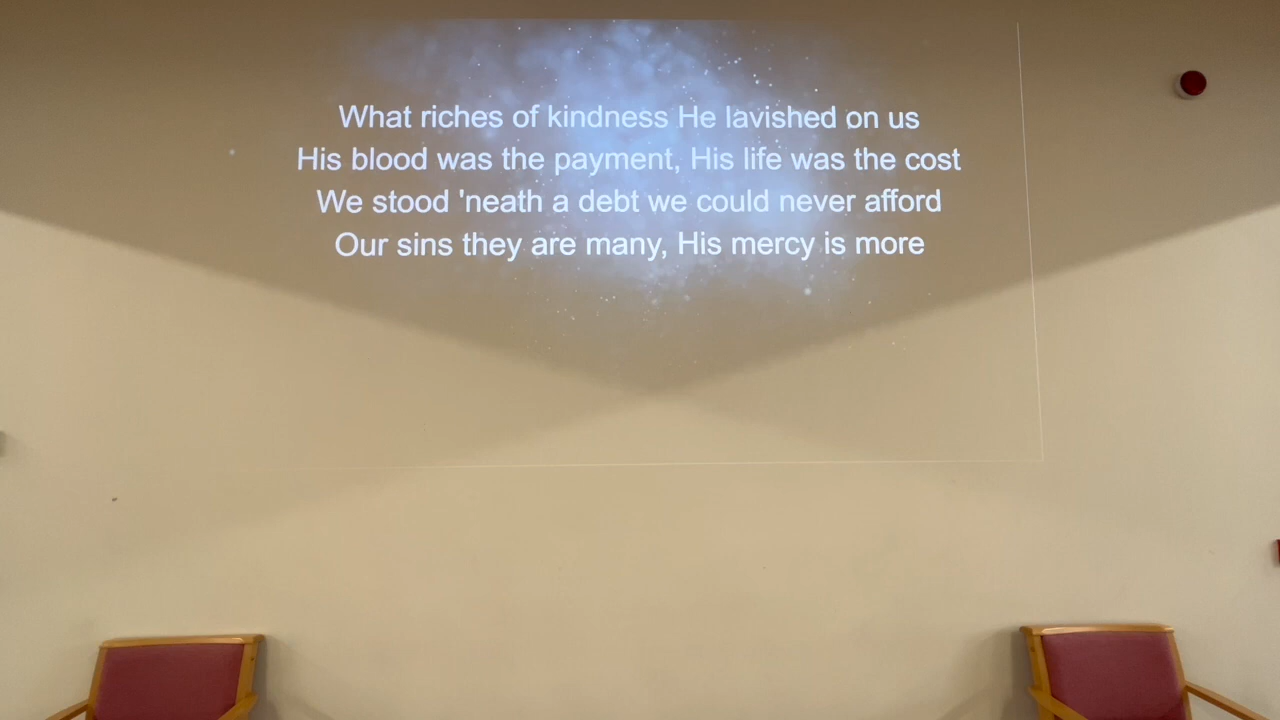 What riches of kindness He lavished on us
His blood was the payment, His life was the cost
We stood 'neath a debt we could never afford
Our sins they are many, His mercy is more